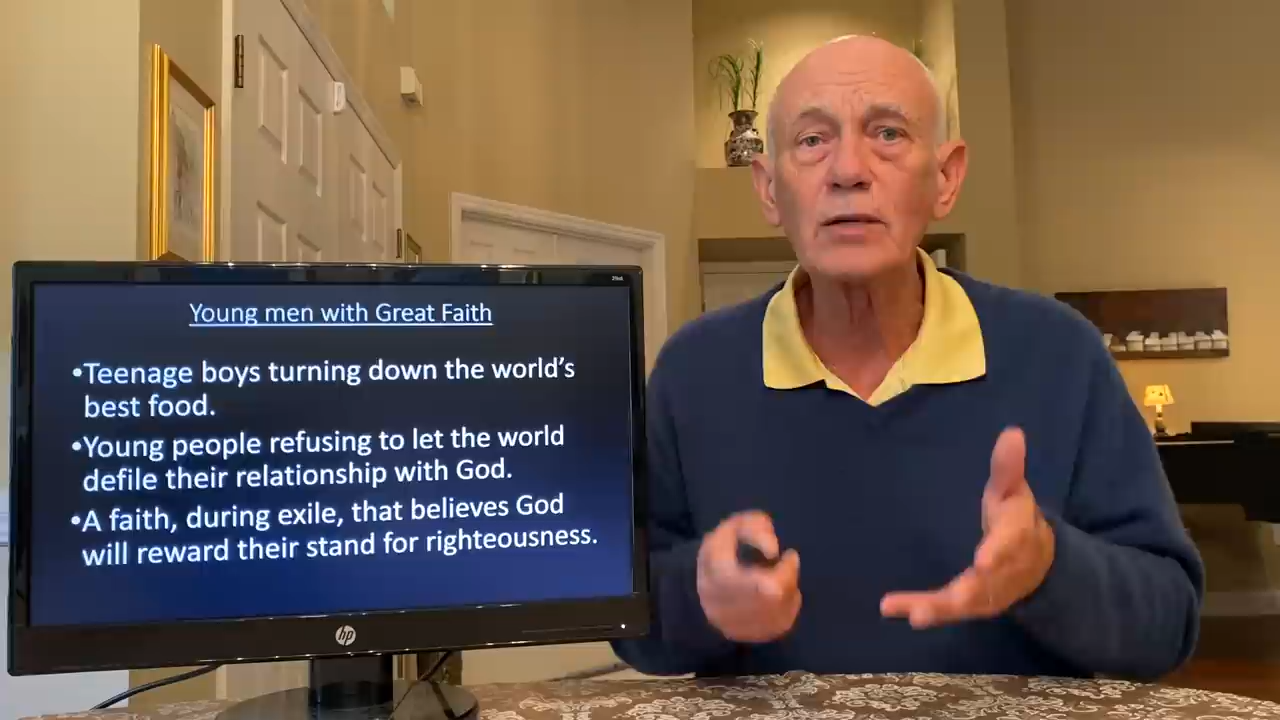 Young men with Great Faith
•Teenage boys turning down the world's
best food.
•Young people refusing to let the world
defile their relationship with God.
•A faith, during exile, that believes God
will reward their stand for righteousness.
hp